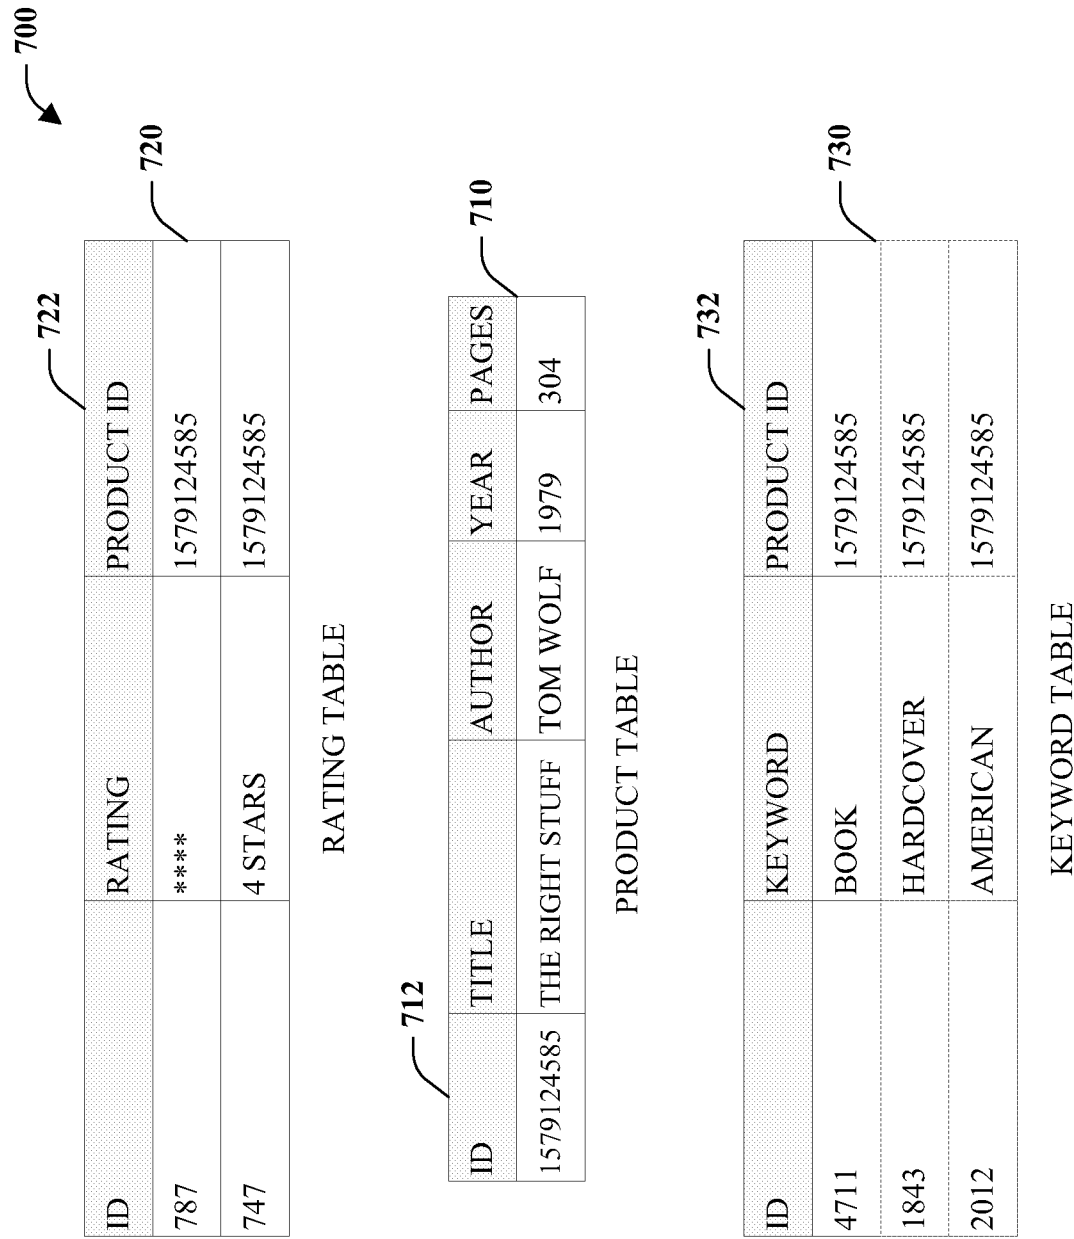 700
722
720
ID RATING PRODUCT ID
787 **** 1579124585
747 4 STARS 1579124585
RATING TABLE
712
710
ID TITLE AUTHOR YEAR PAGES
1579124585 THE RIGHT STUFF TOM WOLF 1979 304
PRODUCT TABLE
732
730
ID KEYWORD PRODUCT ID
4711 BOOK 1579124585
1843 HARDCOVER 1579124585
2012 AMERICAN 1579124585
KEYWORD TABLE